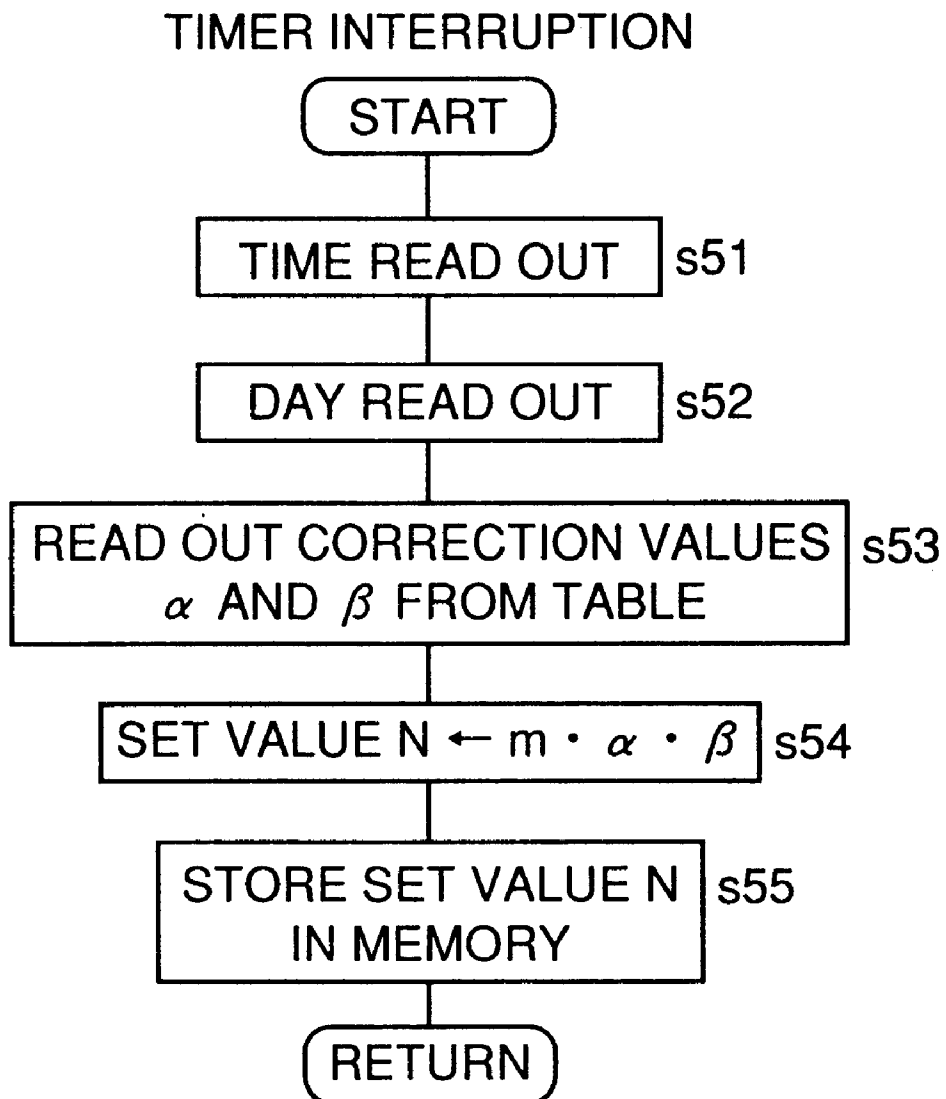 TIMER INTERRUPTION
START
TIME READ OUT s51
DAY READ OUT s52
READ OUT CORRECTION VALUES s53
α AND β FROM TABLE
SET VALUE N ← m · α · β s54
STORE SET VALUE N s55
IN MEMORY
RETURN